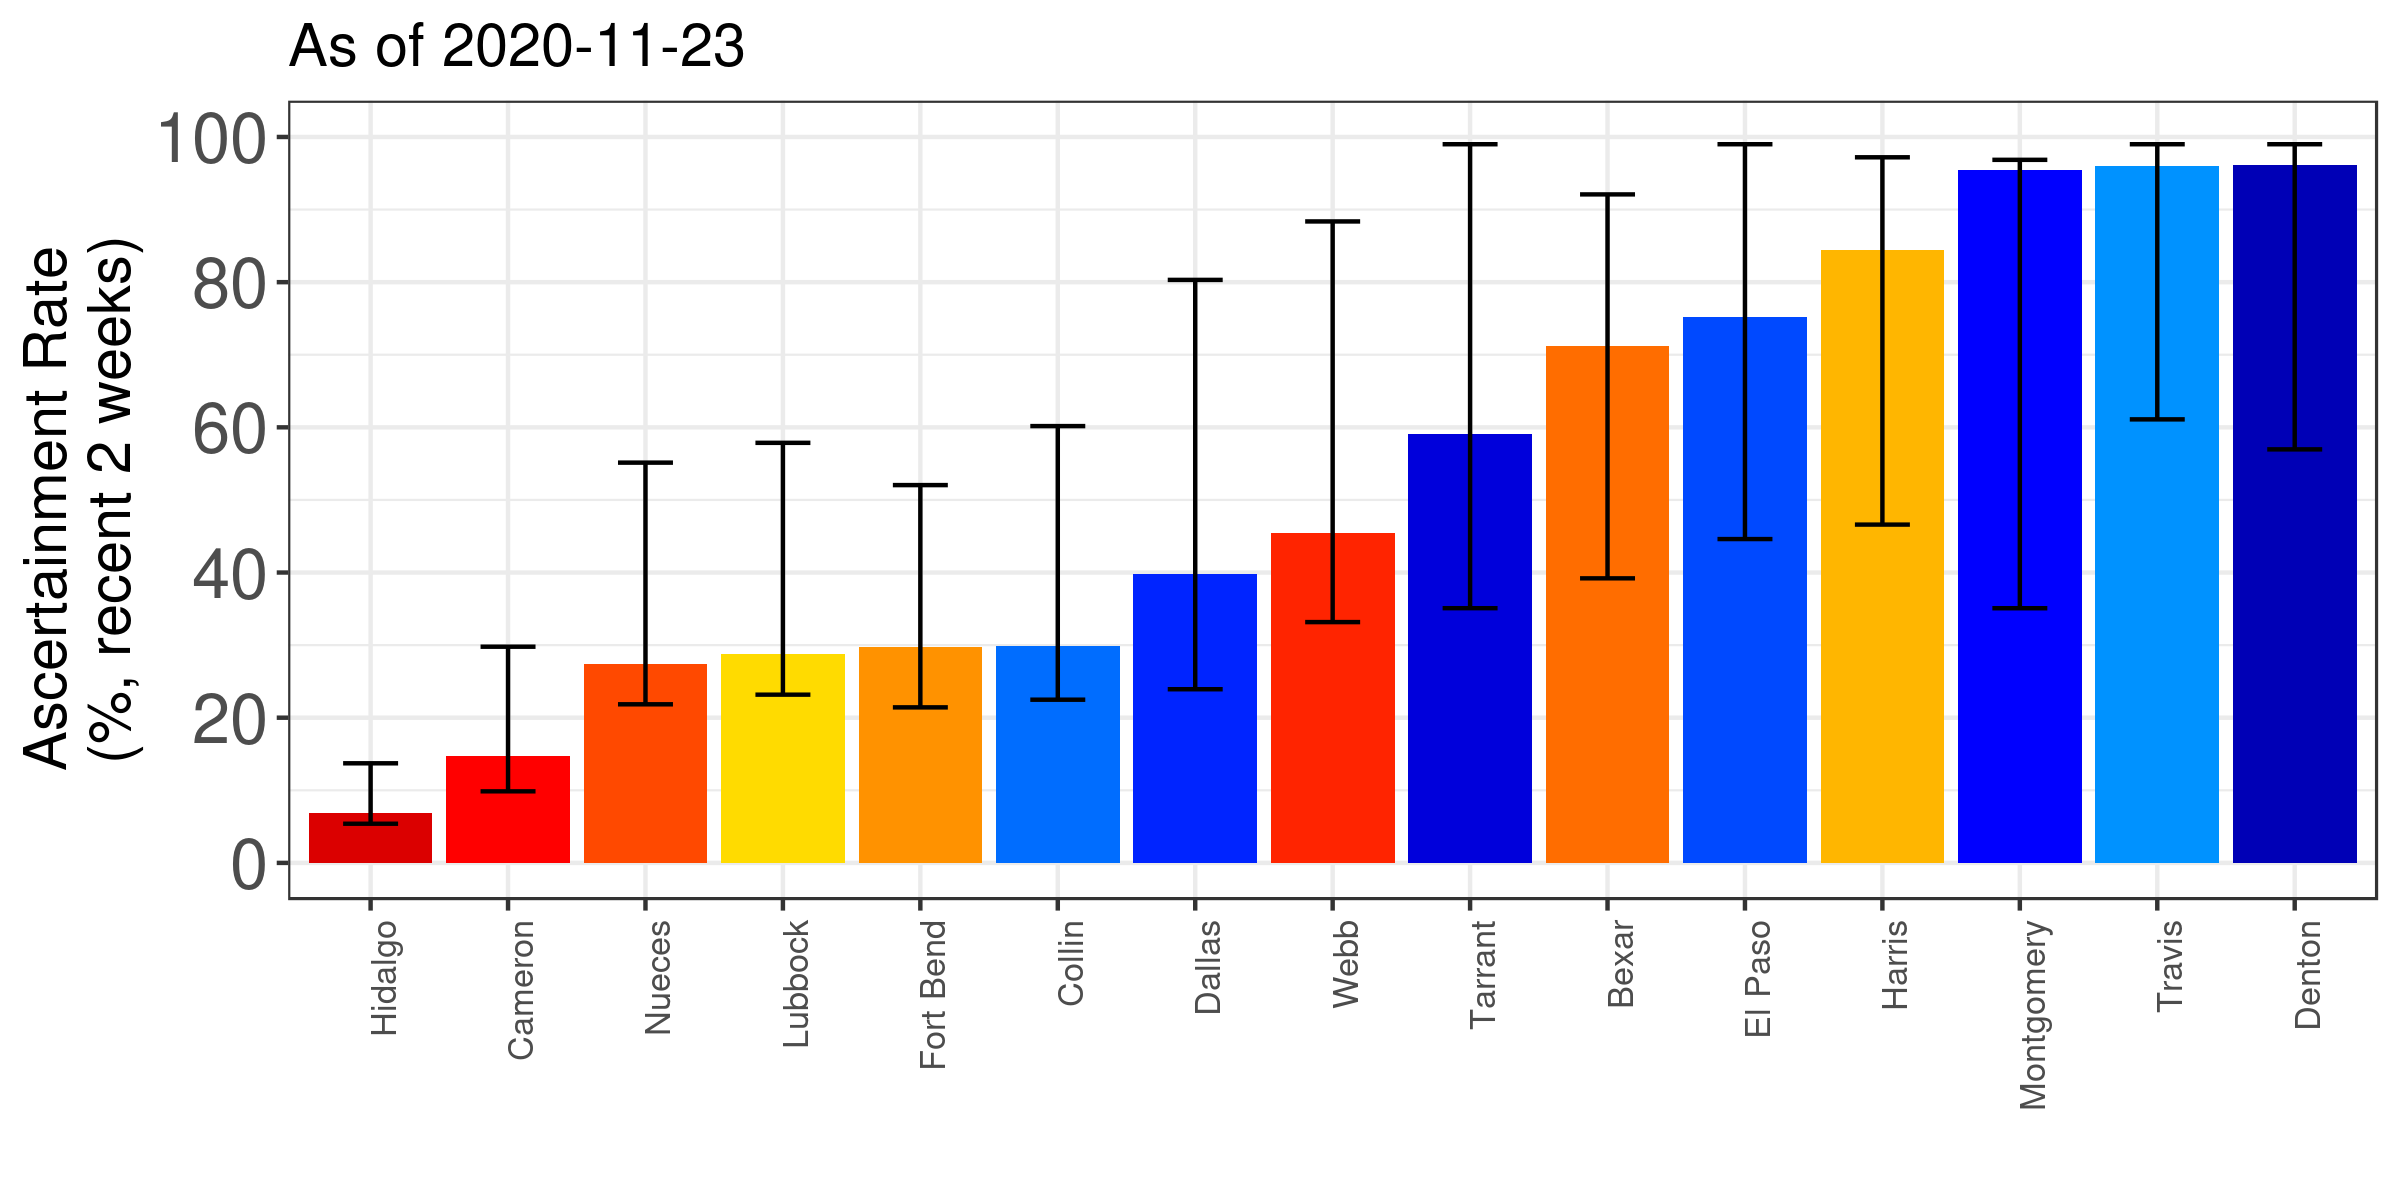 As of 2020-11-23
Ascertainment Rate
(%, recent 2 weeks)
100
80
60
40
20
0
Hidalgo
Cameron
Nueces
Lubbock
Fort Bend
Collin
Dallas
Webb
Tarrant
Bexar
El Paso
Harris
Montgomery
Travis
Denton